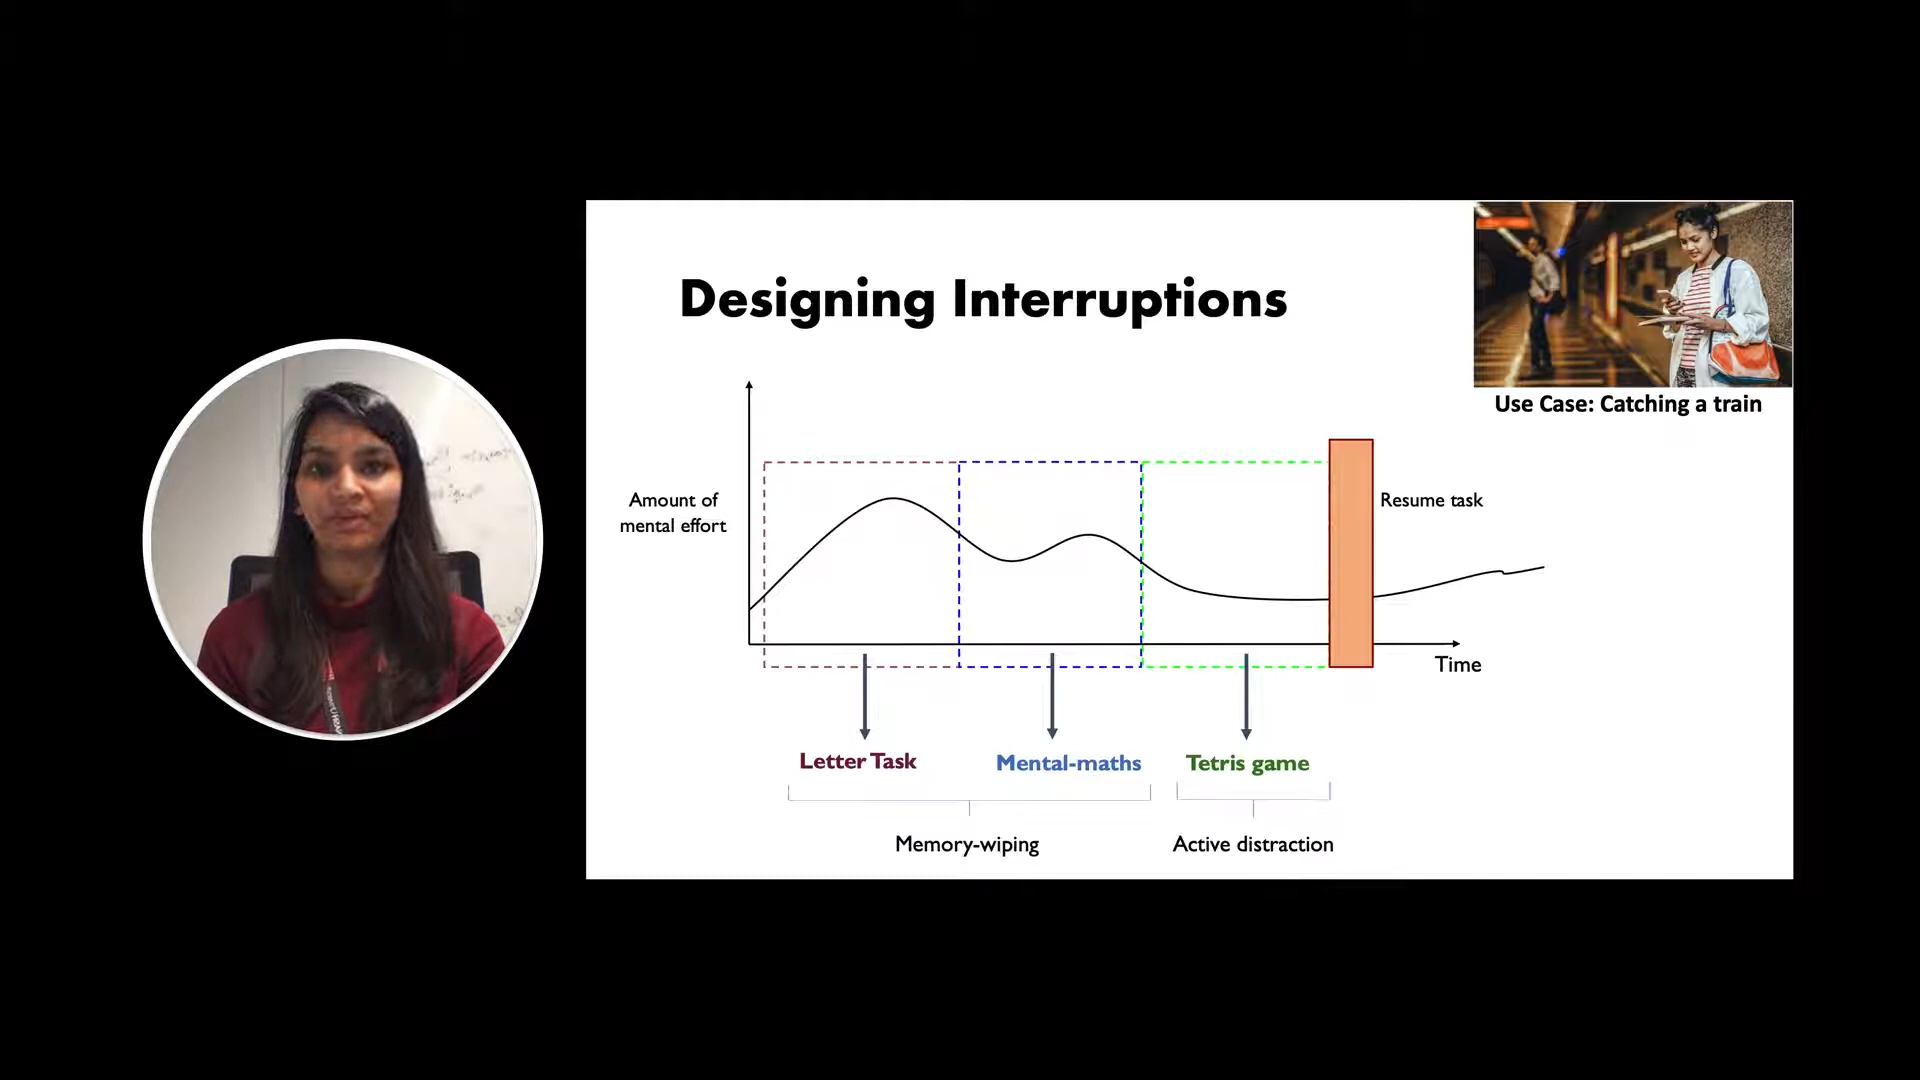 Designing Interruptions
Use Case: Catching a train
Amount of
mental effort
Resume task
Time
Letter Task
Mental-maths
Tetris game
Memory-wiping
Active distraction